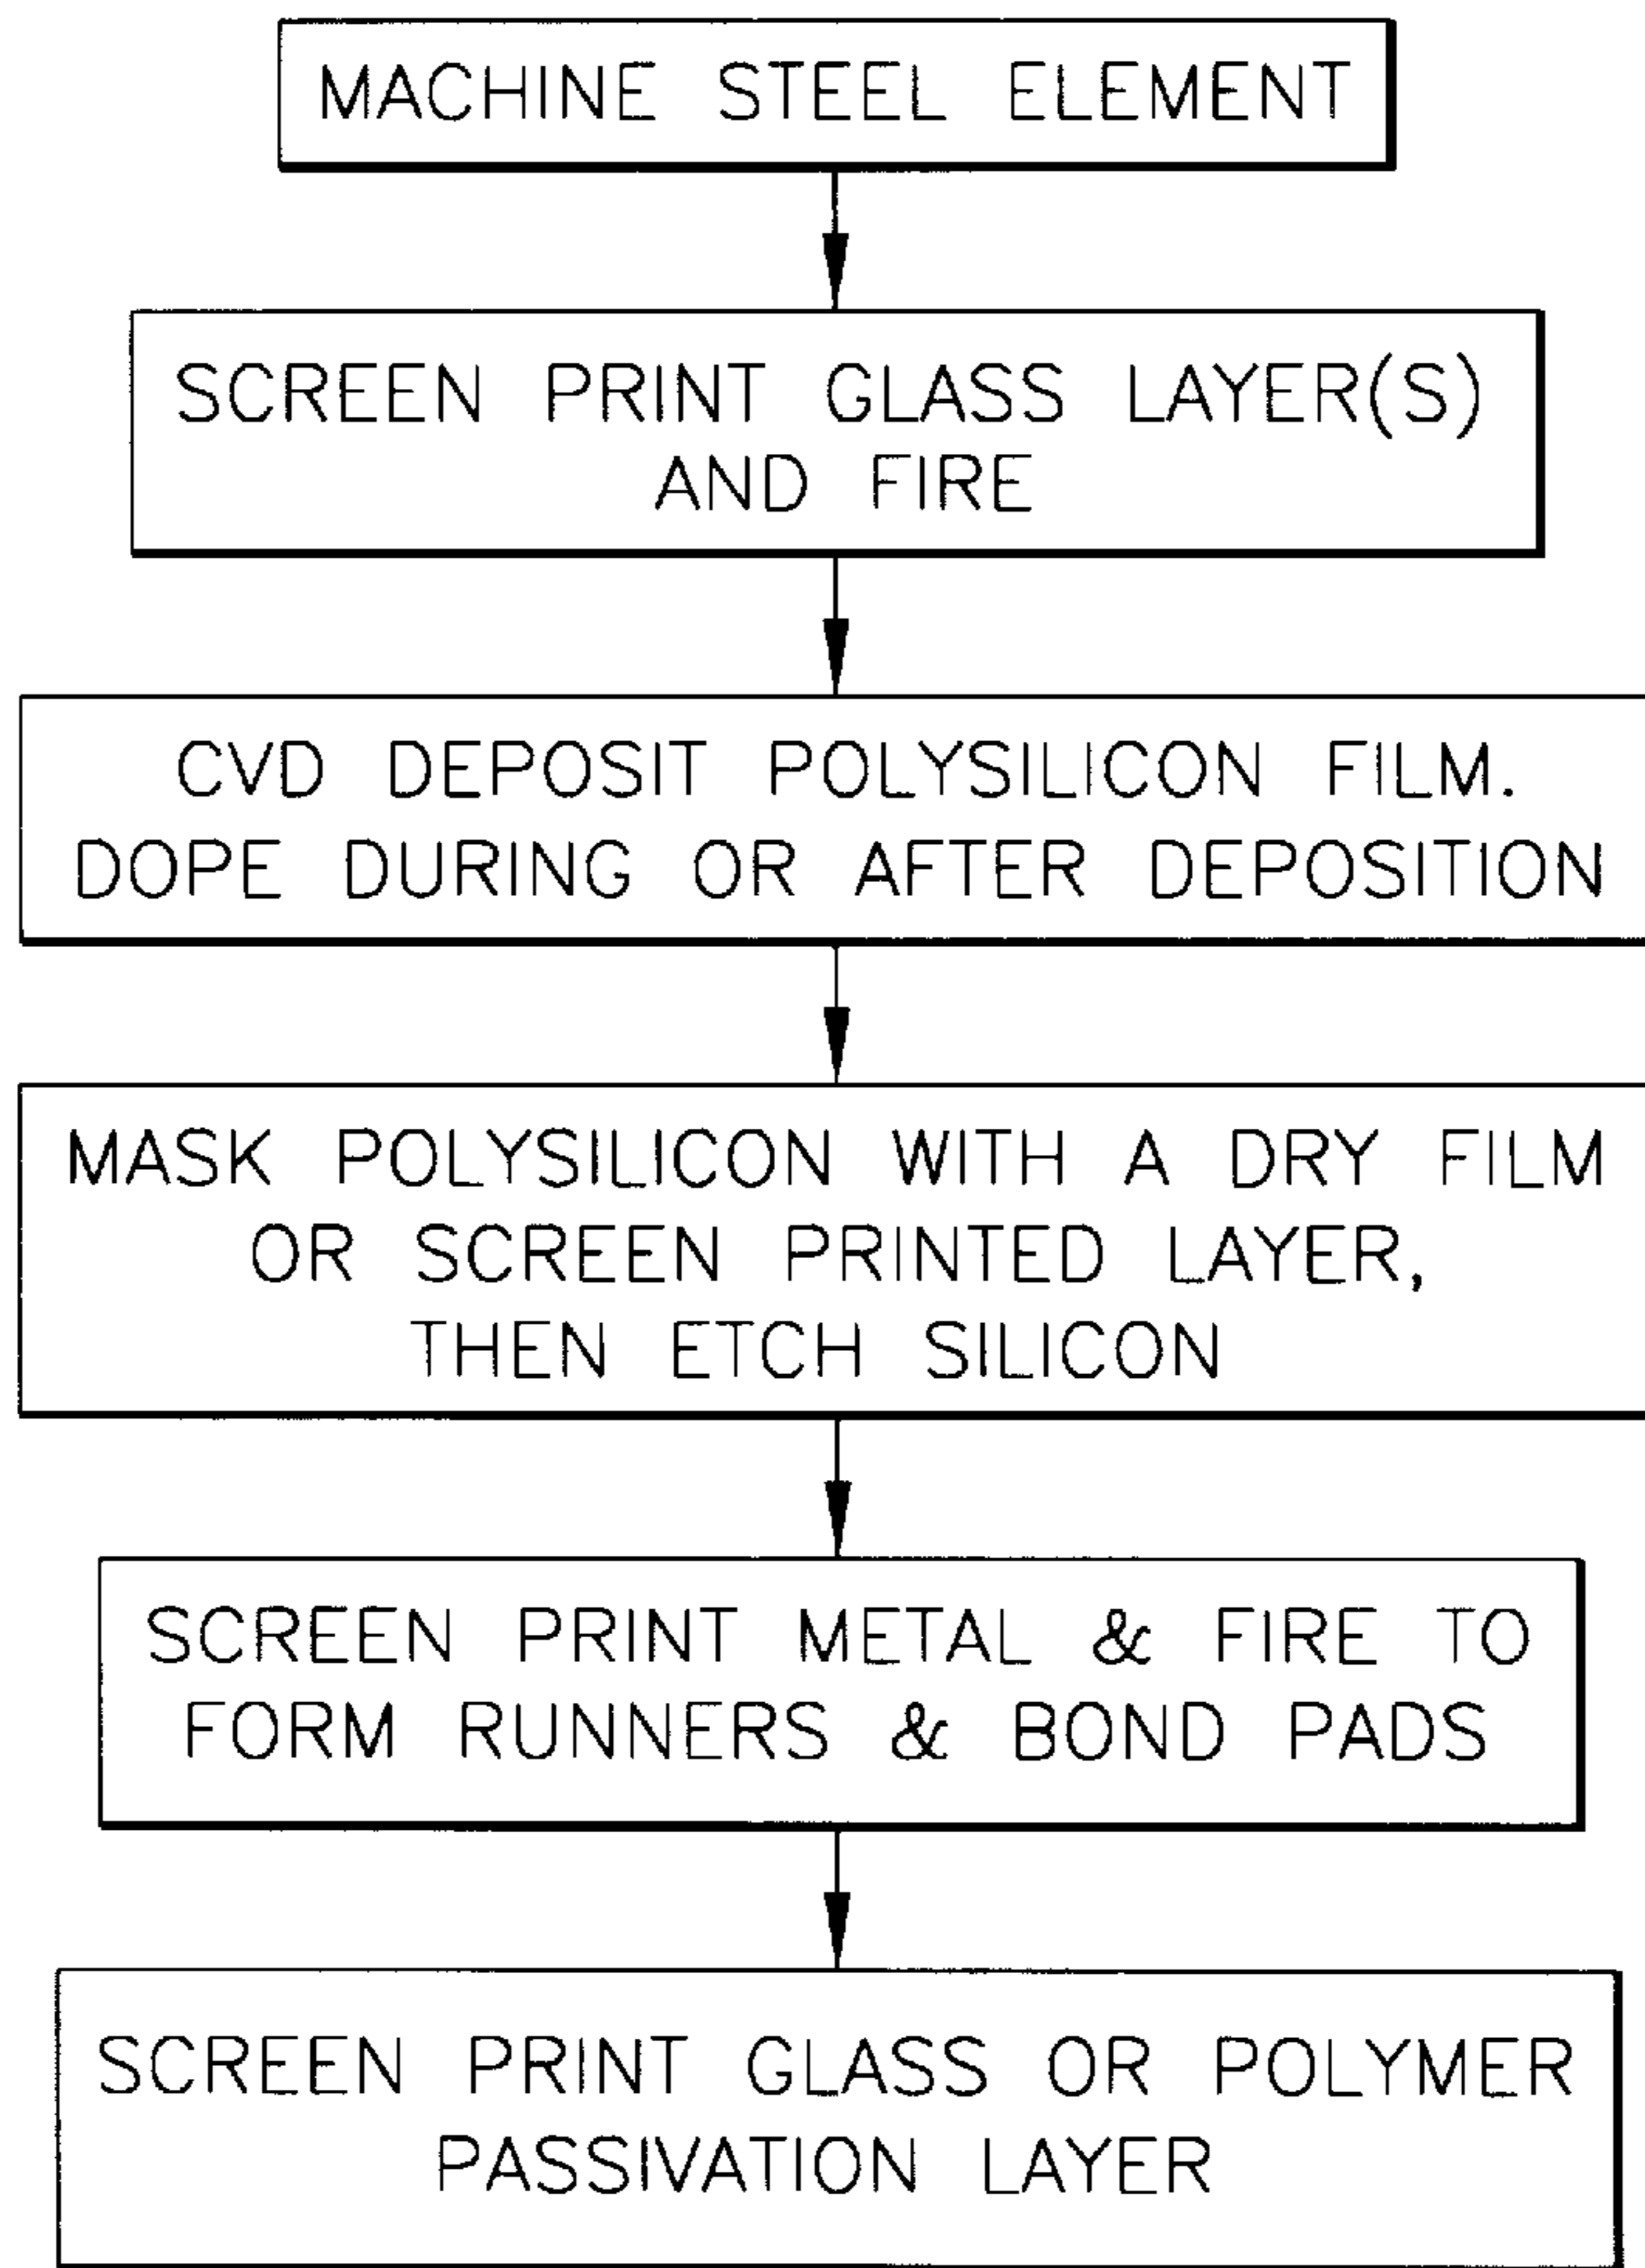 MACHINE STEEL ELEMENT
SCREEN PRINT GLASS LAYER(S)
AND FIRE
CVD DEPOSIT POLYSILICON FILM.
DOPE DURING OR AFTER DEPOSITION
MASK POLYSILICON WITH A DRY FILM
OR SCREEN PRINTED LAYER,
THEN ETCH SILICON
SCREEN PRINT METAL & FIRE TO
FORM RUNNERS & BOND PADS
SCREEN PRINT GLASS OR POLYMER
PASSIVATION LAYER